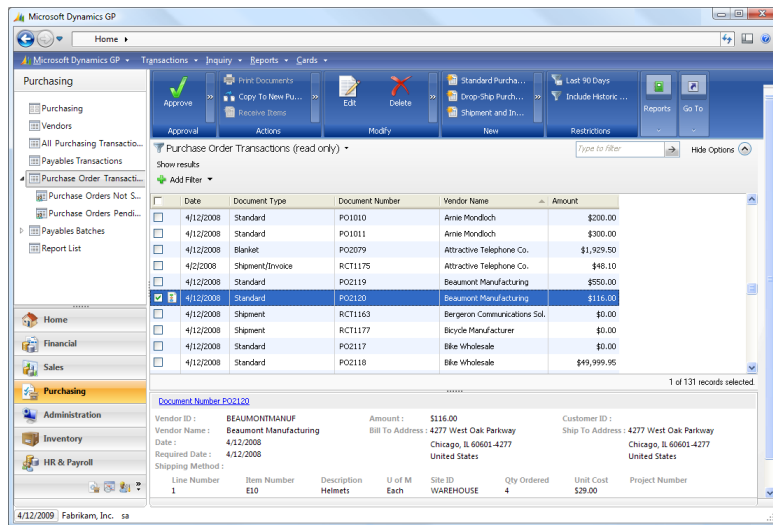 Microsoft Dynamics GP
Home
Microsoft Dynamics GP Transactions Inquiry Reports Cards
Purchasing
Purchasing
Vendors
All Purchasing Transactio...
Payables Transactions
Purchase Order Transacti...
Purchase Orders Not S...
Purchase Orders Pendi...
Payables Batches
Report List
Home
Financial
Sales
Purchasing
Administration
Inventory
HR & Payroll
Approve
»
Approval
Print Documents
Copy To New Pu...
Receive Items
»
Actions
Edit
Delete
»
Modify
Standard Purcha...
Drop-Ship Purch...
Shipment and In...
»
New
Last 90 Days
Include Historic ...
Restrictions
Reports
Go To
Purchase Order Transactions (read only)
Type to filter
Hide Options
Show results
Add Filter
Date Document Type Document Number Vendor Name Amount
4/12/2008 Standard PO1010 Arnie Mondloch $200.00
4/12/2008 Standard PO1011 Arnie Mondloch $300.00
4/12/2008 Blanket PO2079 Attractive Telephone Co. $1,929.50
4/2/2008 Shipment/Invoice RCT1175 Attractive Telephone Co. $48.10
4/12/2008 Standard PO2119 Beaumont Manufacturing $550.00
4/12/2008 Standard PO2120 Beaumont Manufacturing $116.00
4/12/2008 Shipment RCT1163 Bergeron Communications Sol. $0.00
4/12/2008 Shipment RCT1177 Bicycle Manufacturer $0.00
4/12/2008 Standard PO2117 Bike Wholesale $0.00
4/12/2008 Standard PO2118 Bike Wholesale $49,999.95
1 of 131 records selected.
Document Number PO2120
Vendor ID : BEAUMONTMANUF Amount : $116.00 Customer ID :
Vendor Name : Beaumont Manufacturing Bill To Address : 4277 West Oak Parkway Ship To Address : 4277 West Oak Parkway
Date : 4/12/2008 Chicago, IL 60601-4277 Chicago, IL 60601-4277
Required Date : 4/12/2008 United States United States
Shipping Method :
Line Number Item Number Description U of M Site ID Qty Ordered Unit Cost Project Number
1 E10 Helmets Each WAREHOUSE 4 $29.00
4/12/2009 Fabrikam, Inc. sa